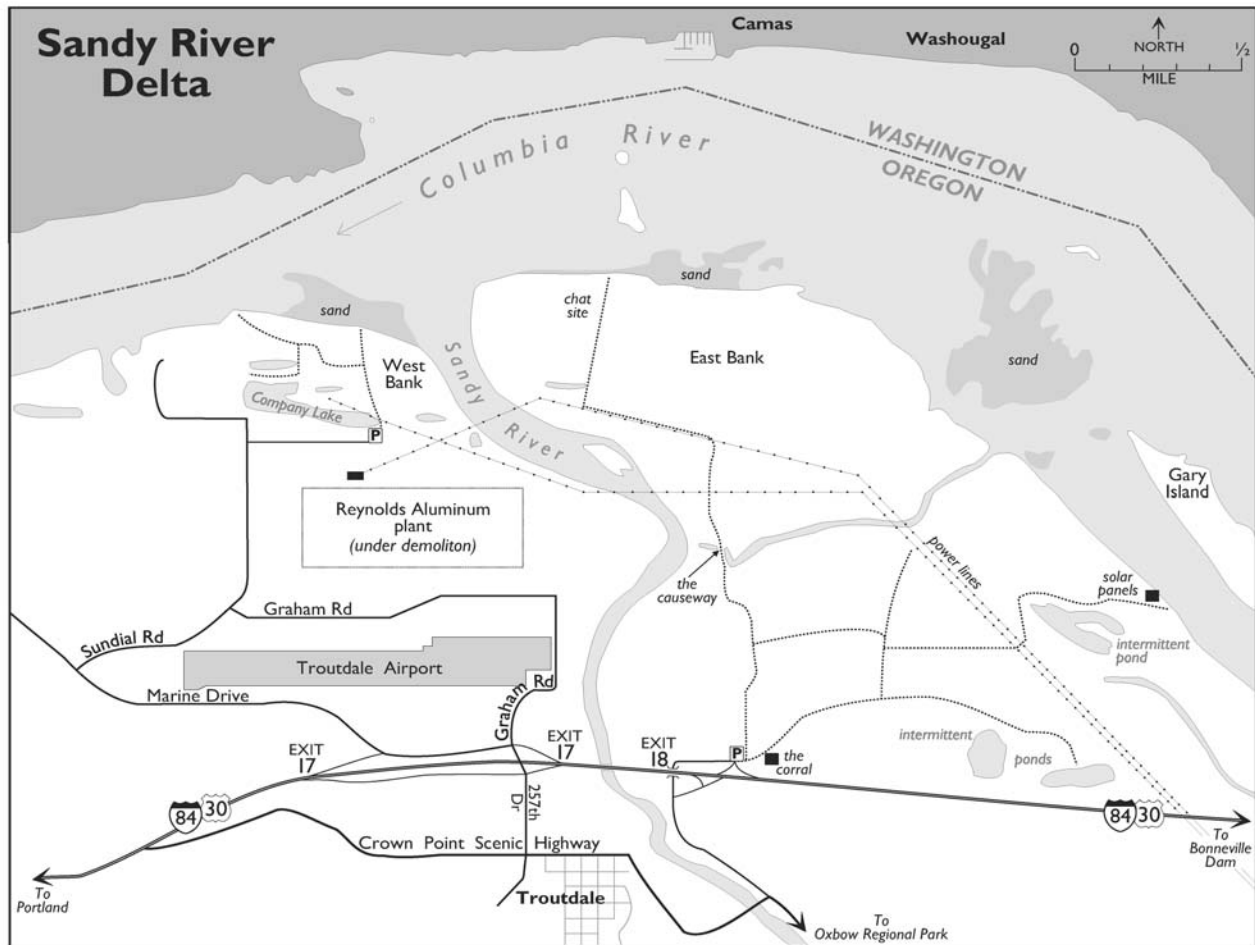 Sandy River
Delta
Camas
Washougal
0
NORTH
½
MILE
Columbia River
WASHINGTON
OREGON
sand
sand
sand
chat
site
West
Bank
East Bank
Sandy River
Company Lake
P
Gary
Island
Reynolds Aluminum
plant
(under demoliton)
power lines
the
causeway
solar
panels
Graham Rd
Sundial Rd
intermittent
pond
Troutdale Airport
Marine Drive
Graham Rd
EXIT
17
EXIT
17
EXIT
18
P
the
corral
intermittent
ponds
84
30
257th
Dr
84
30
Crown Point Scenic Highway
To
Portland
To
Bonneville
Dam
Troutdale
To
Oxbow Regional Park